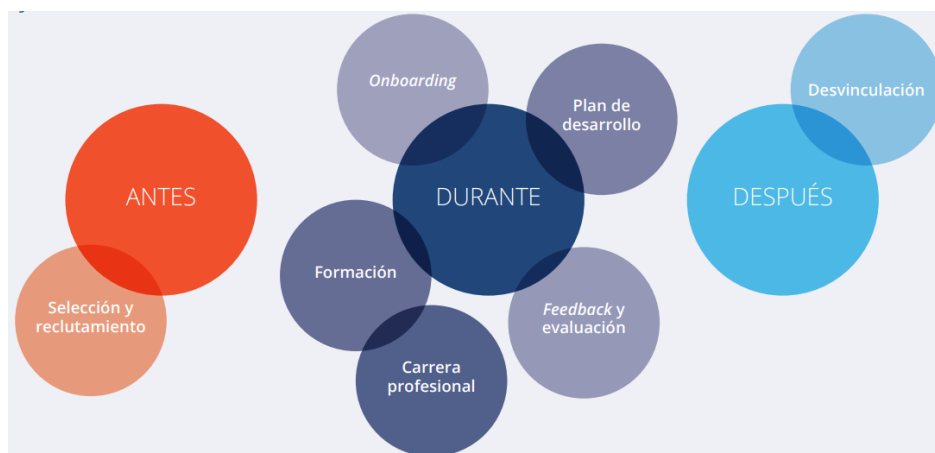 ANTES
Selección y
reclutamiento
Onboarding
Plan de
desarrollo
DURANTE
Formación
Feedback y
evaluación
Carrera
profesional
Desvinculación
DESPUÉS